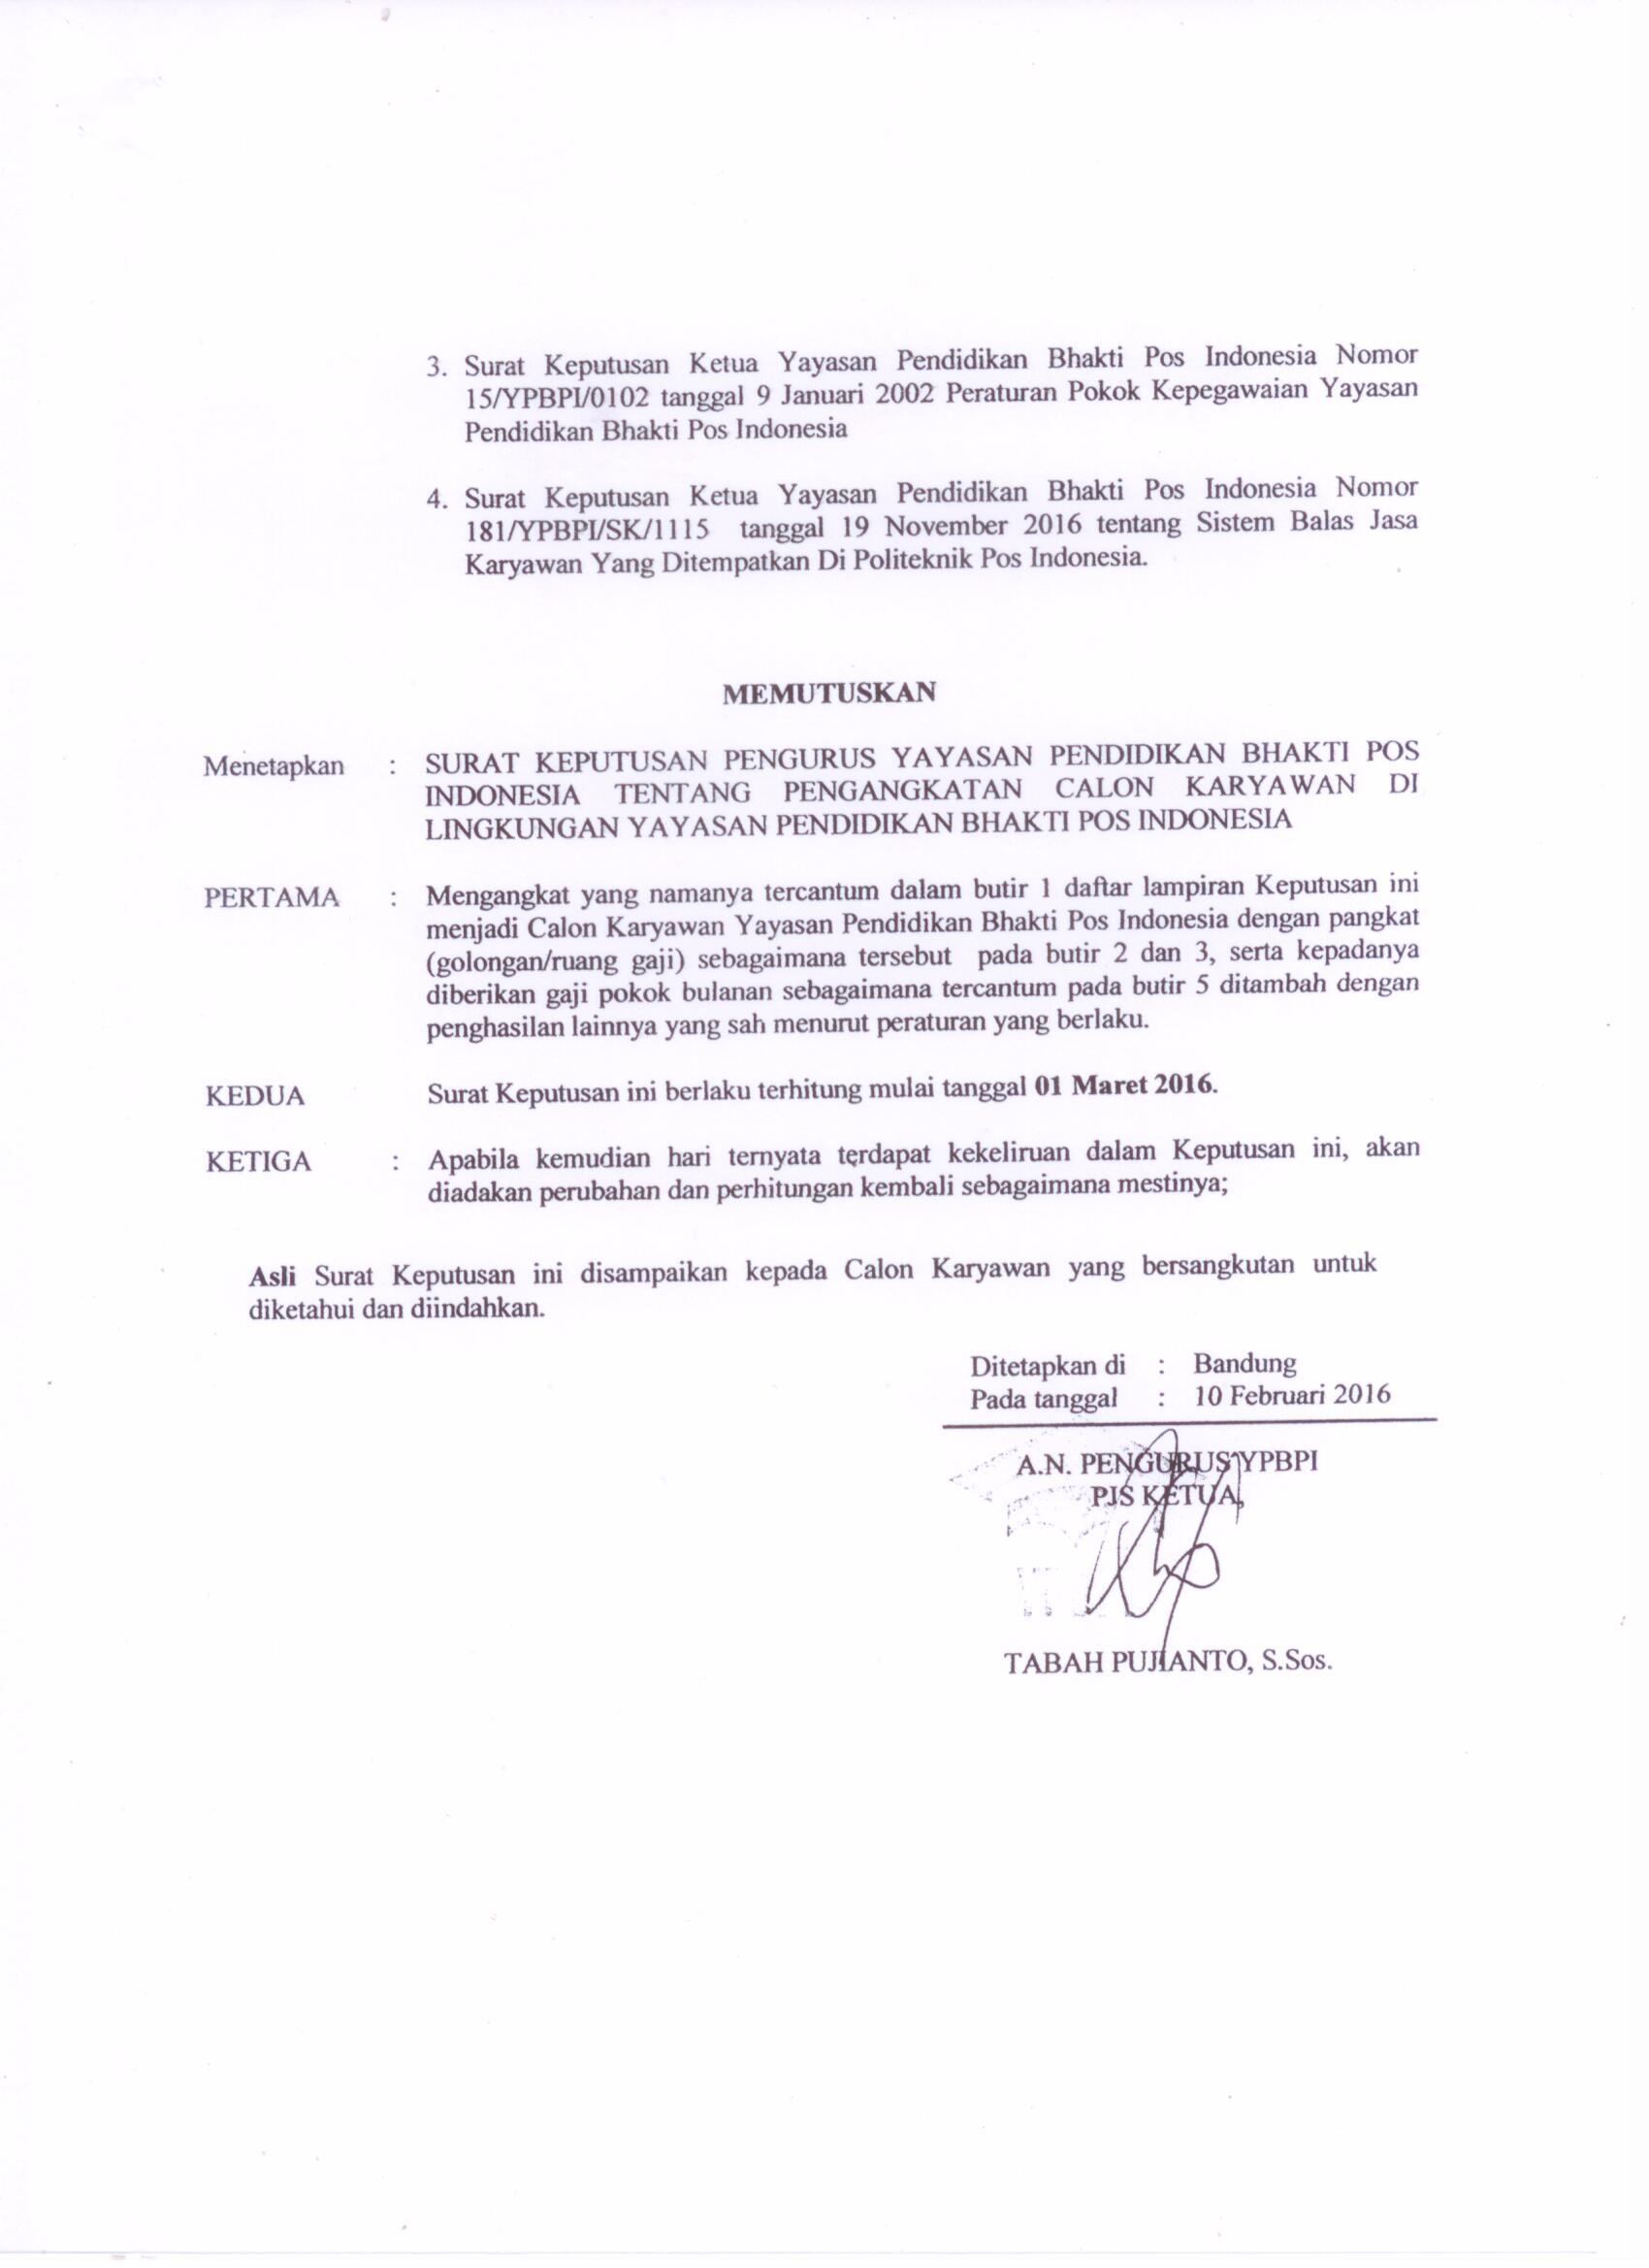 3. Surat Keputusan Ketua Yayasan Pendidikan Bhakti Pos Indonesia Nomor
15/YPBPI/0102 tanggal 9 Januari 2002 Peraturan Pokok Kepegawaian Yayasan
Pendidikan Bhakti Pos Indonesia
4. Surat Keputusan Ketua Yayasan Pendidikan Bhakti Pos Indonesia Nomor
181/YPBPI/SK/1115 tanggal 19 November 2016 tentang Sistem Balas Jasa
Karyawan Yang Ditempatkan Di Politeknik Pos Indonesia.
MEMUTUSKAN
Menetapkan : SURAT KEPUTUSAN PENGURUS YAYASAN PENDIDIKAN BHAKTI POS
INDONESIA TENTANG PENGANGKATAN CALON KARYAWAN DI
LINGKUNGAN YAYASAN PENDIDIKAN BHAKTI POS INDONESIA
PERTAMA : Mengangkat yang namanya tercantum dalam butir 1 daftar lampiran Keputusan ini
menjadi Calon Karyawan Yayasan Pendidikan Bhakti Pos Indonesia dengan pangkat
(golongan/ruang gaji) sebagaimana tersebut pada butir 2 dan 3, serta kepadanya
diberikan gaji pokok bulanan sebagaimana tercantum pada butir 5 ditambah dengan
penghasilan lainnya yang sah menurut peraturan yang berlaku.
KEDUA Surat Keputusan ini berlaku terhitung mulai tanggal 01 Maret 2016.
KETIGA : Apabila kemudian hari ternyata terdapat kekeliruan dalam Keputusan ini, akan
diadakan perubahan dan perhitungan kembali sebagaimana mestinya;
Asli Surat Keputusan ini disampaikan kepada Calon Karyawan yang bersangkutan untuk
diketahui dan diindahkan.
Ditetapkan di : Bandung
Pada tanggal : 10 Februari 2016
A.N. PENGURUS YPBPI
PJS KETUA,
TABAH PUJIANTO, S.Sos.